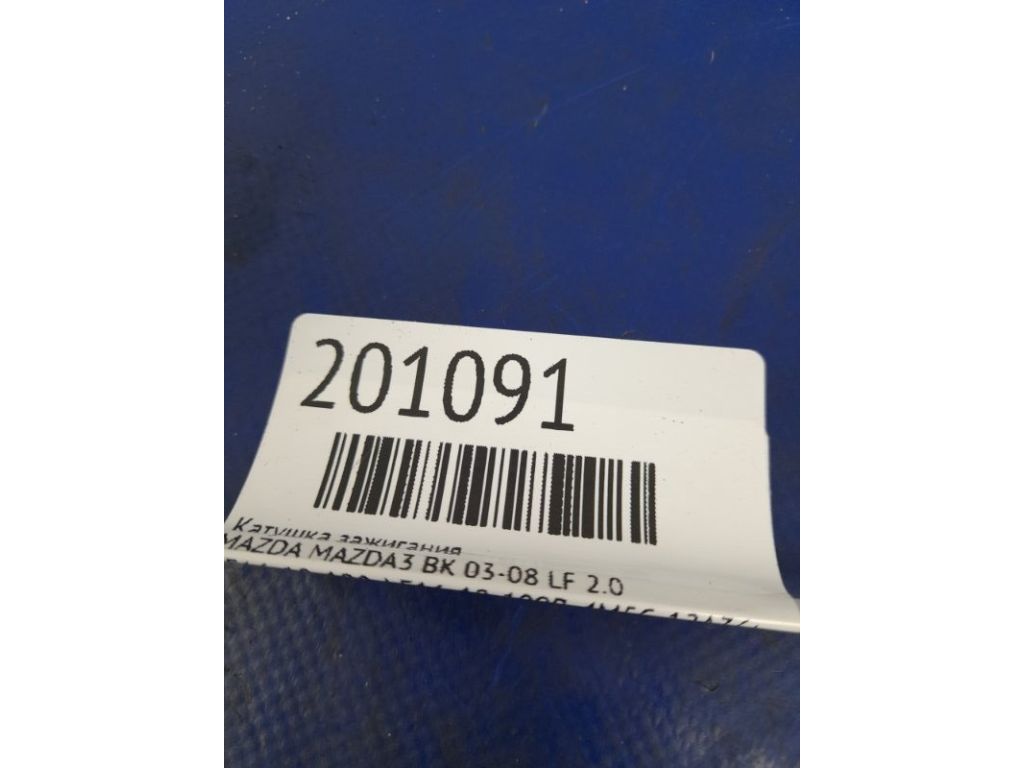 201091
Катушка зажигания
MAZDA MAZDA3 BK 03-08 LF 2.0